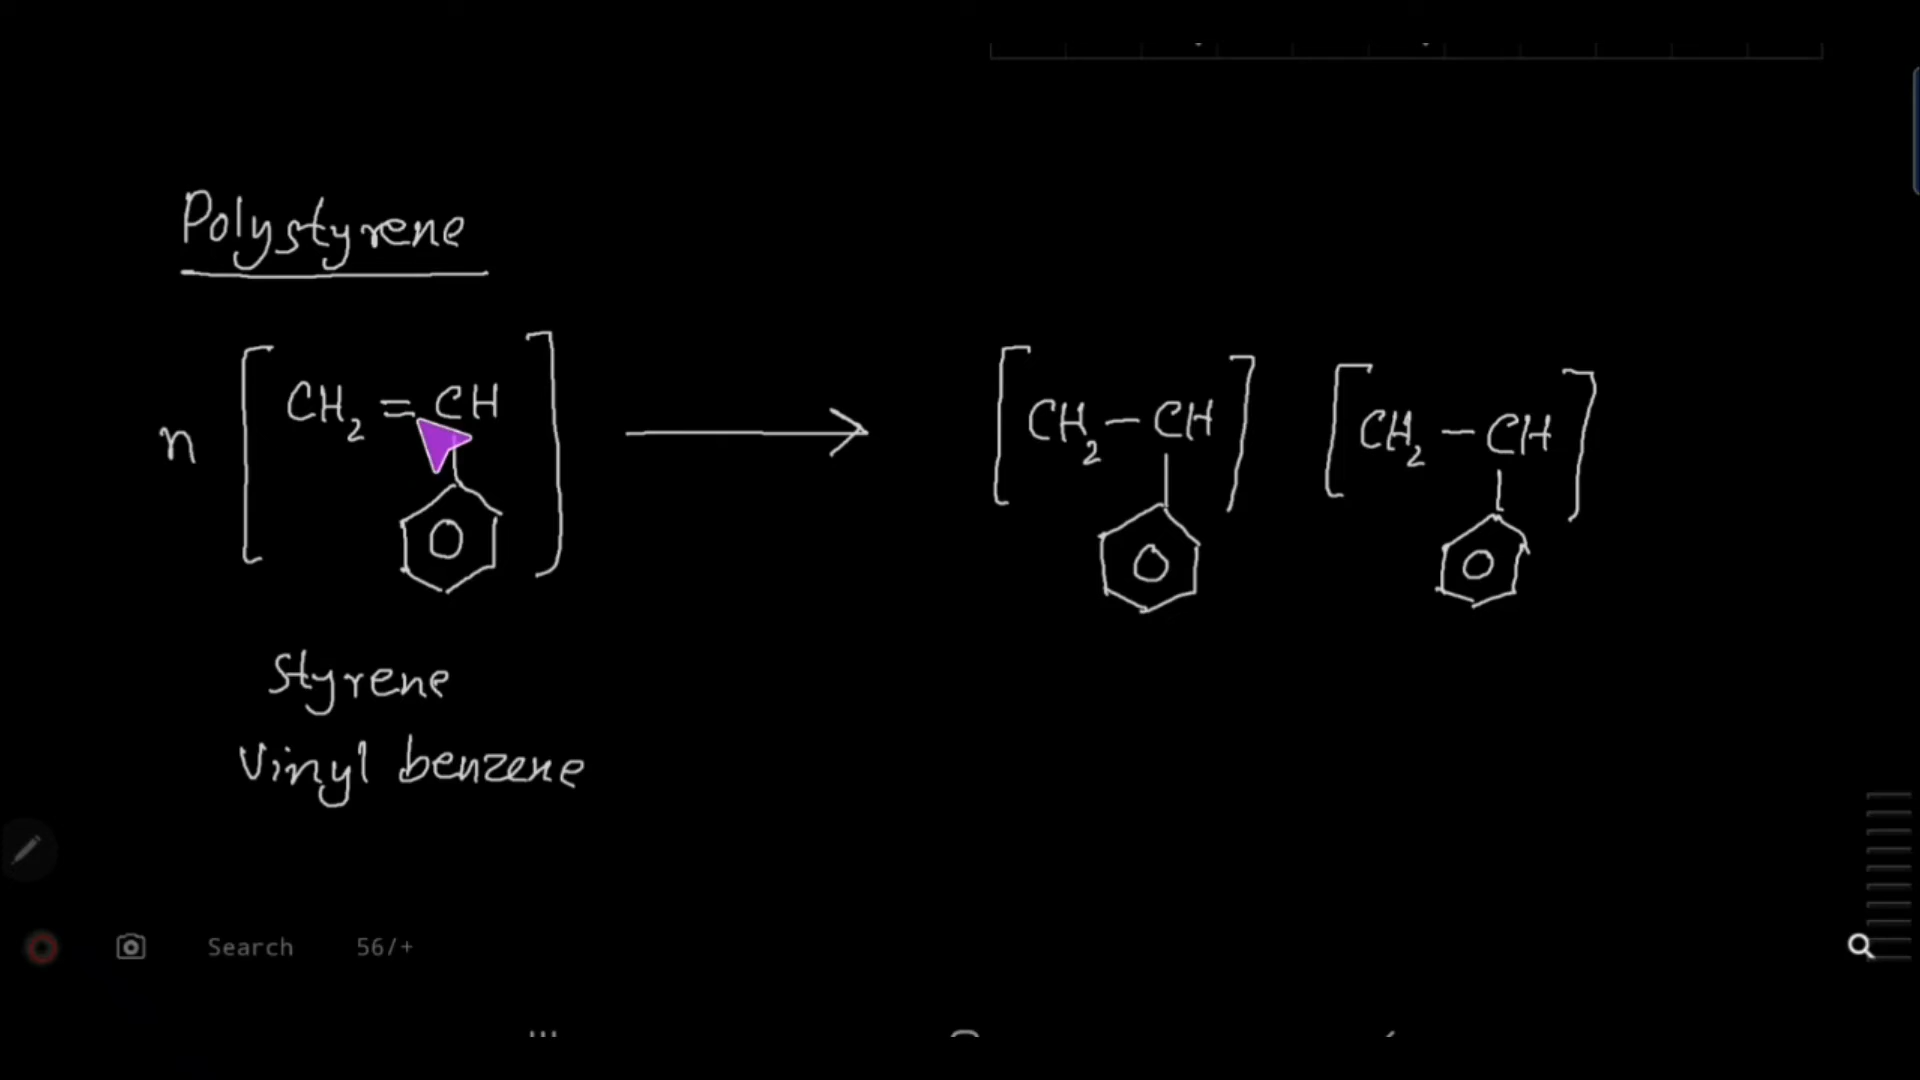 Polystyrene
n [ CH₂ = CH ] ⟶ [ CH₂ – CH ] [ CH₂ – CH ]
Styrene
Vinyl benzene
Search 56/+